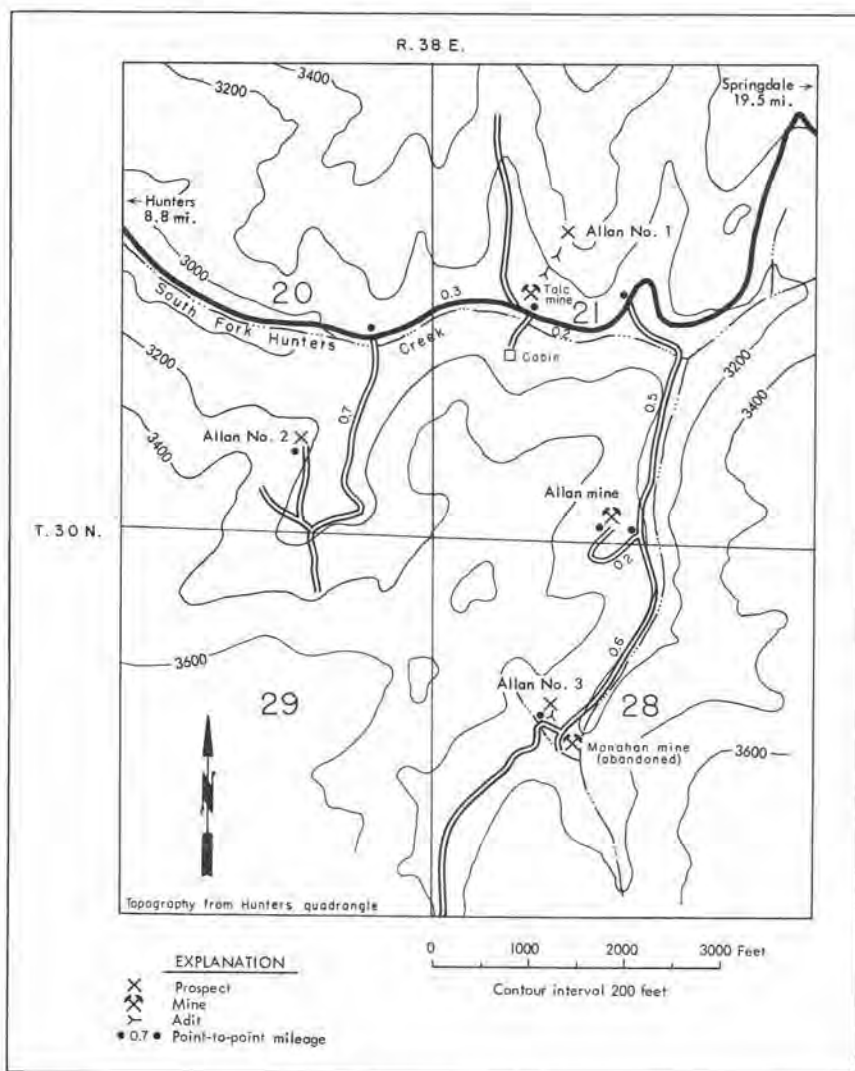 R. 38 E.
3200
3400
Springdale →
19.5 mi.
← Hunters
8.8 mi.
Allan No. 1
3000
20
Talc
mine
21
0.3
0.2
South Fork Hunters Creek
Cabin
3200
3200
3400
0.7
0.5
Allan No. 2
3400
Allan mine
T. 30 N.
0.2
0.6
3600
Allan No. 3
29
28
Monahan mine
(abandoned)
3600
N
Topography from Hunters quadrangle
EXPLANATION
Prospect
Mine
Adit
0.7 Point-to-point mileage
0 1000 2000 3000 Feet
Contour interval 200 feet